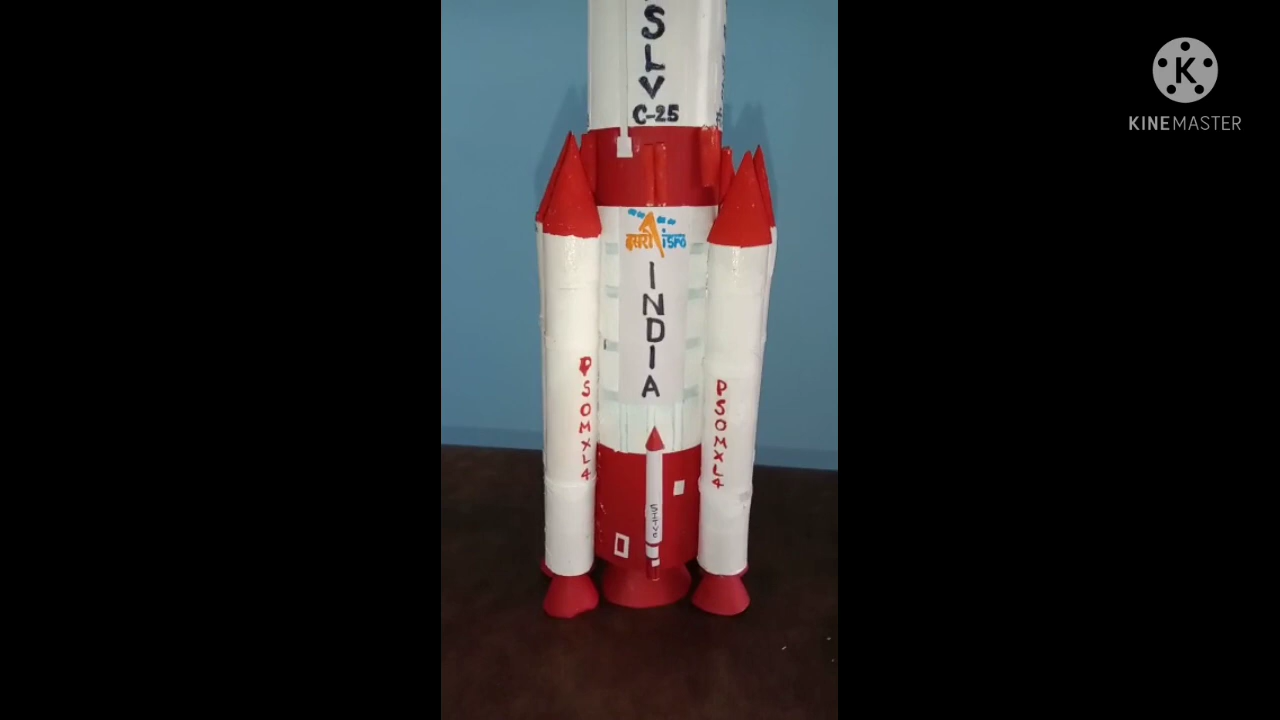 SLV
C-25
इसरो isro
INDIA
PSOMXL4
PSOMXL4
KINEMASTER